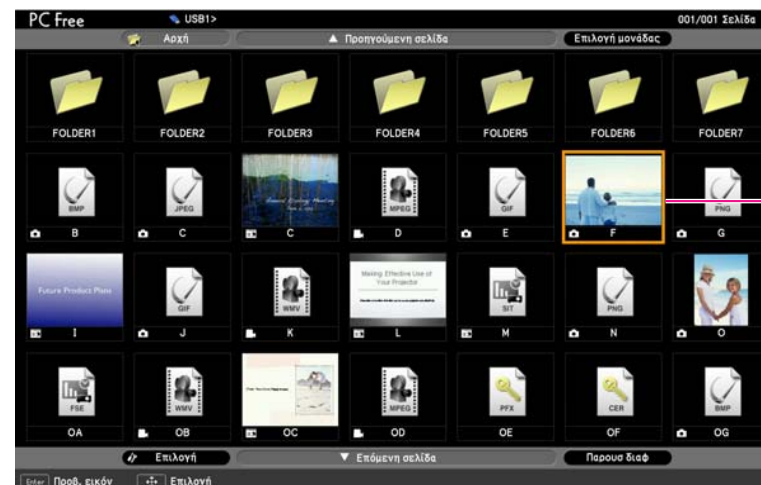 PC Free USB1> 001/001 Σελίδα
Αρχή ▲ Προηγούμενη σελίδα Επιλογή μονάδας
FOLDER1 FOLDER2 FOLDER3 FOLDER4 FOLDER5 FOLDER6 FOLDER7
BMP JPEG General Strategy Meeting MPEG GIF PNG
B C C D E F G
Future Product Plans GIF WMV Making Effective Use of Your Projector SIT PNG
I J K L M N O
FSE WMV MPEG PFX CER BMP
OA OB OC OD OE OF OG
Επιλογή ▼ Επόμενη σελίδα Παρουσ διαφ
Enter Προβ. εικόν Επιλογή